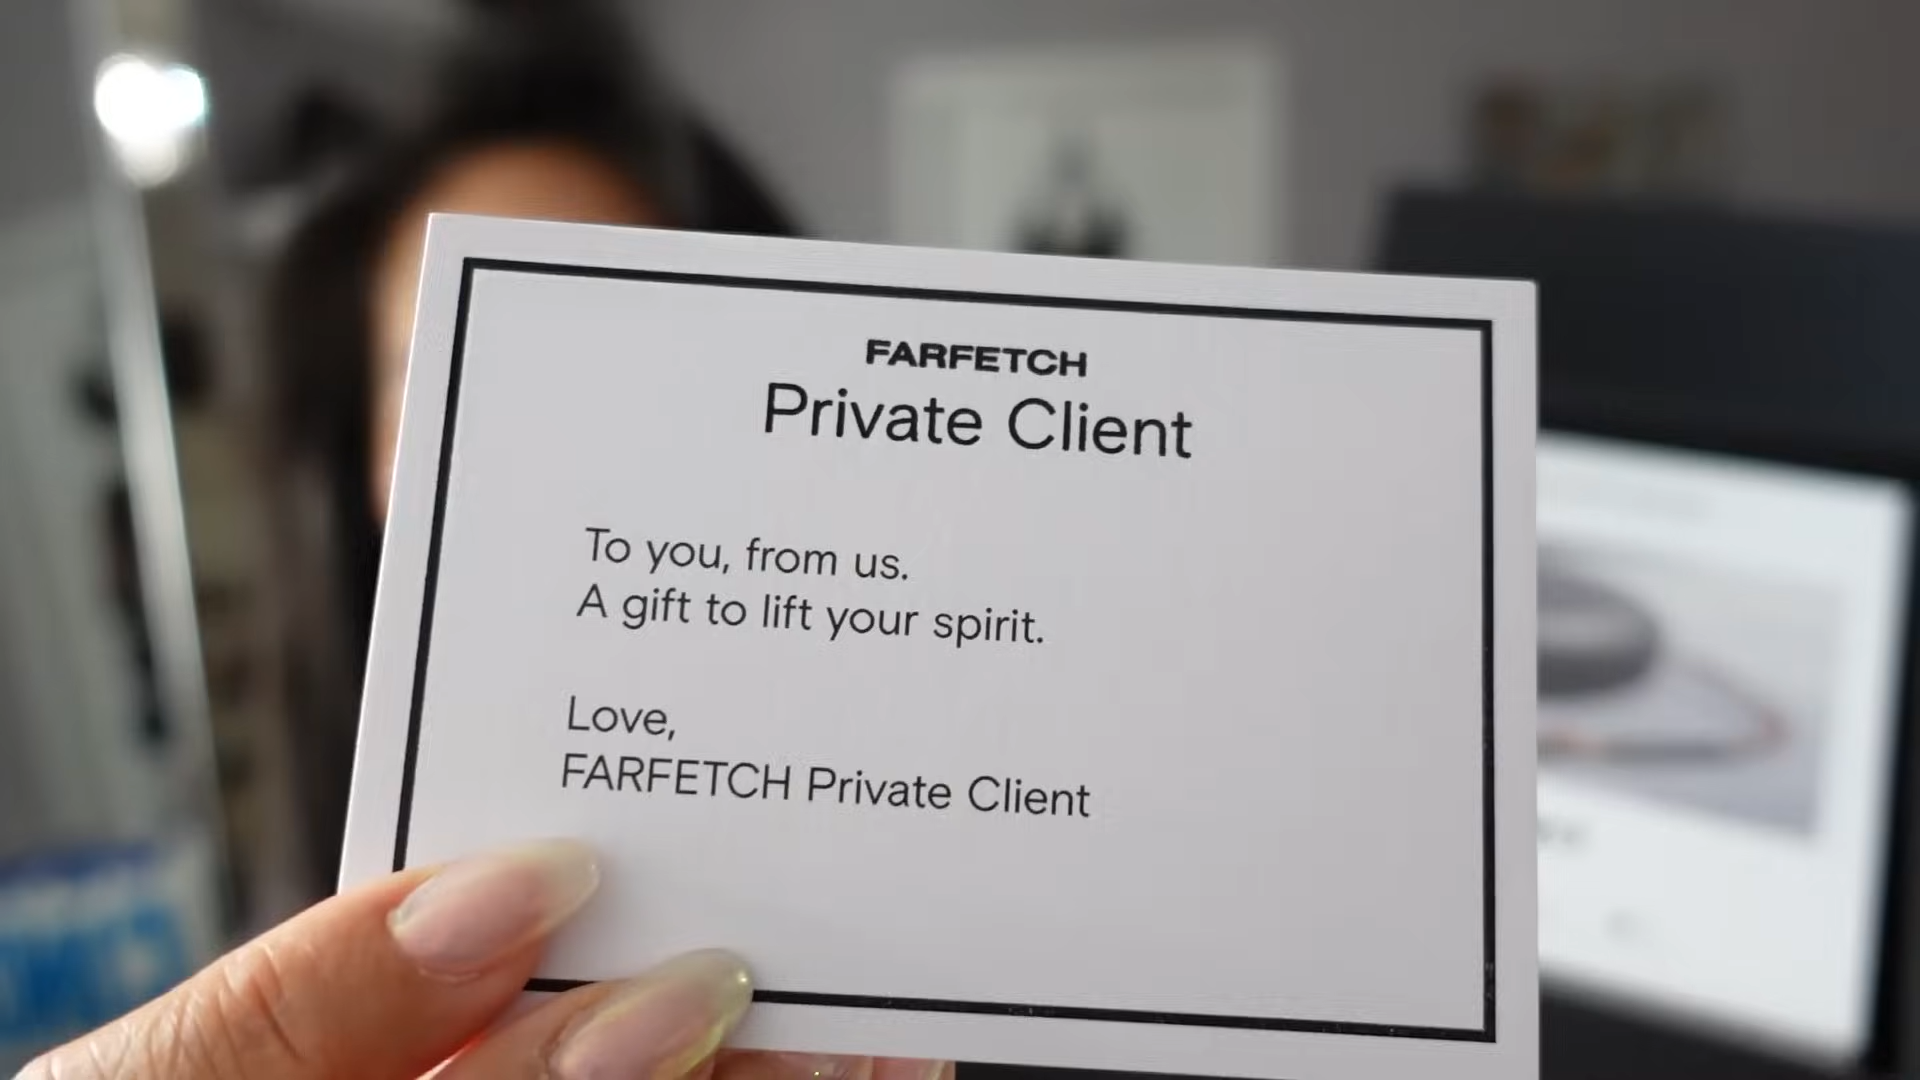 FARFETCH
Private Client
To you, from us.
A gift to lift your spirit.
Love,
FARFETCH Private Client